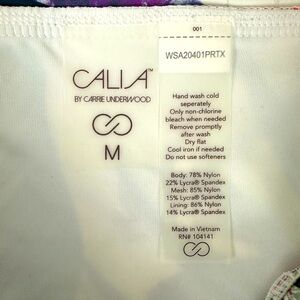 CALIA™
BY CARRIE UNDERWOOD
M
001
WSA20401PRTX
Hand wash cold
seperately
Only non-chlorine
bleach when needed
Remove promptly
after wash
Dry flat
Cool iron if needed
Do not use softeners
Body: 78% Nylon
22% Lycra® Spandex
Mesh: 85% Nylon
15% Lycra® Spandex
Lining: 86% Nylon
14% Lycra® Spandex
Made in Vietnam
RN# 104141